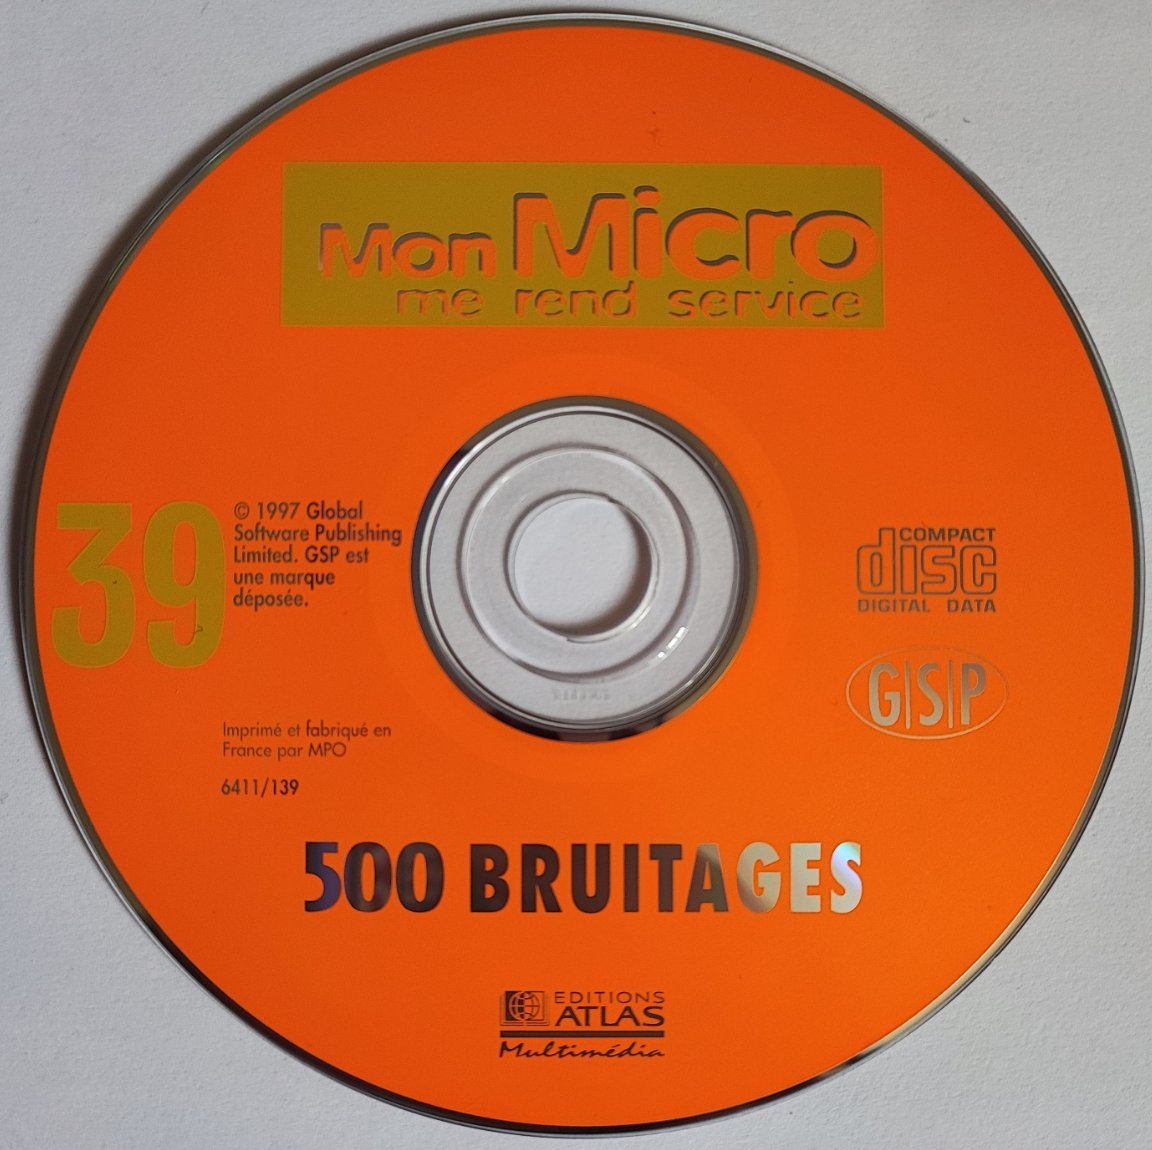 Mon Micro
me rend service
39
© 1997 Global
Software Publishing
Limited. GSP est
une marque
déposée.
COMPACT
disc
DIGITAL DATA
G|S|P
Imprimé et fabriqué en
France par MPO
6411/139
500 BRUITAGES
EDITIONS
ATLAS
Multimédia